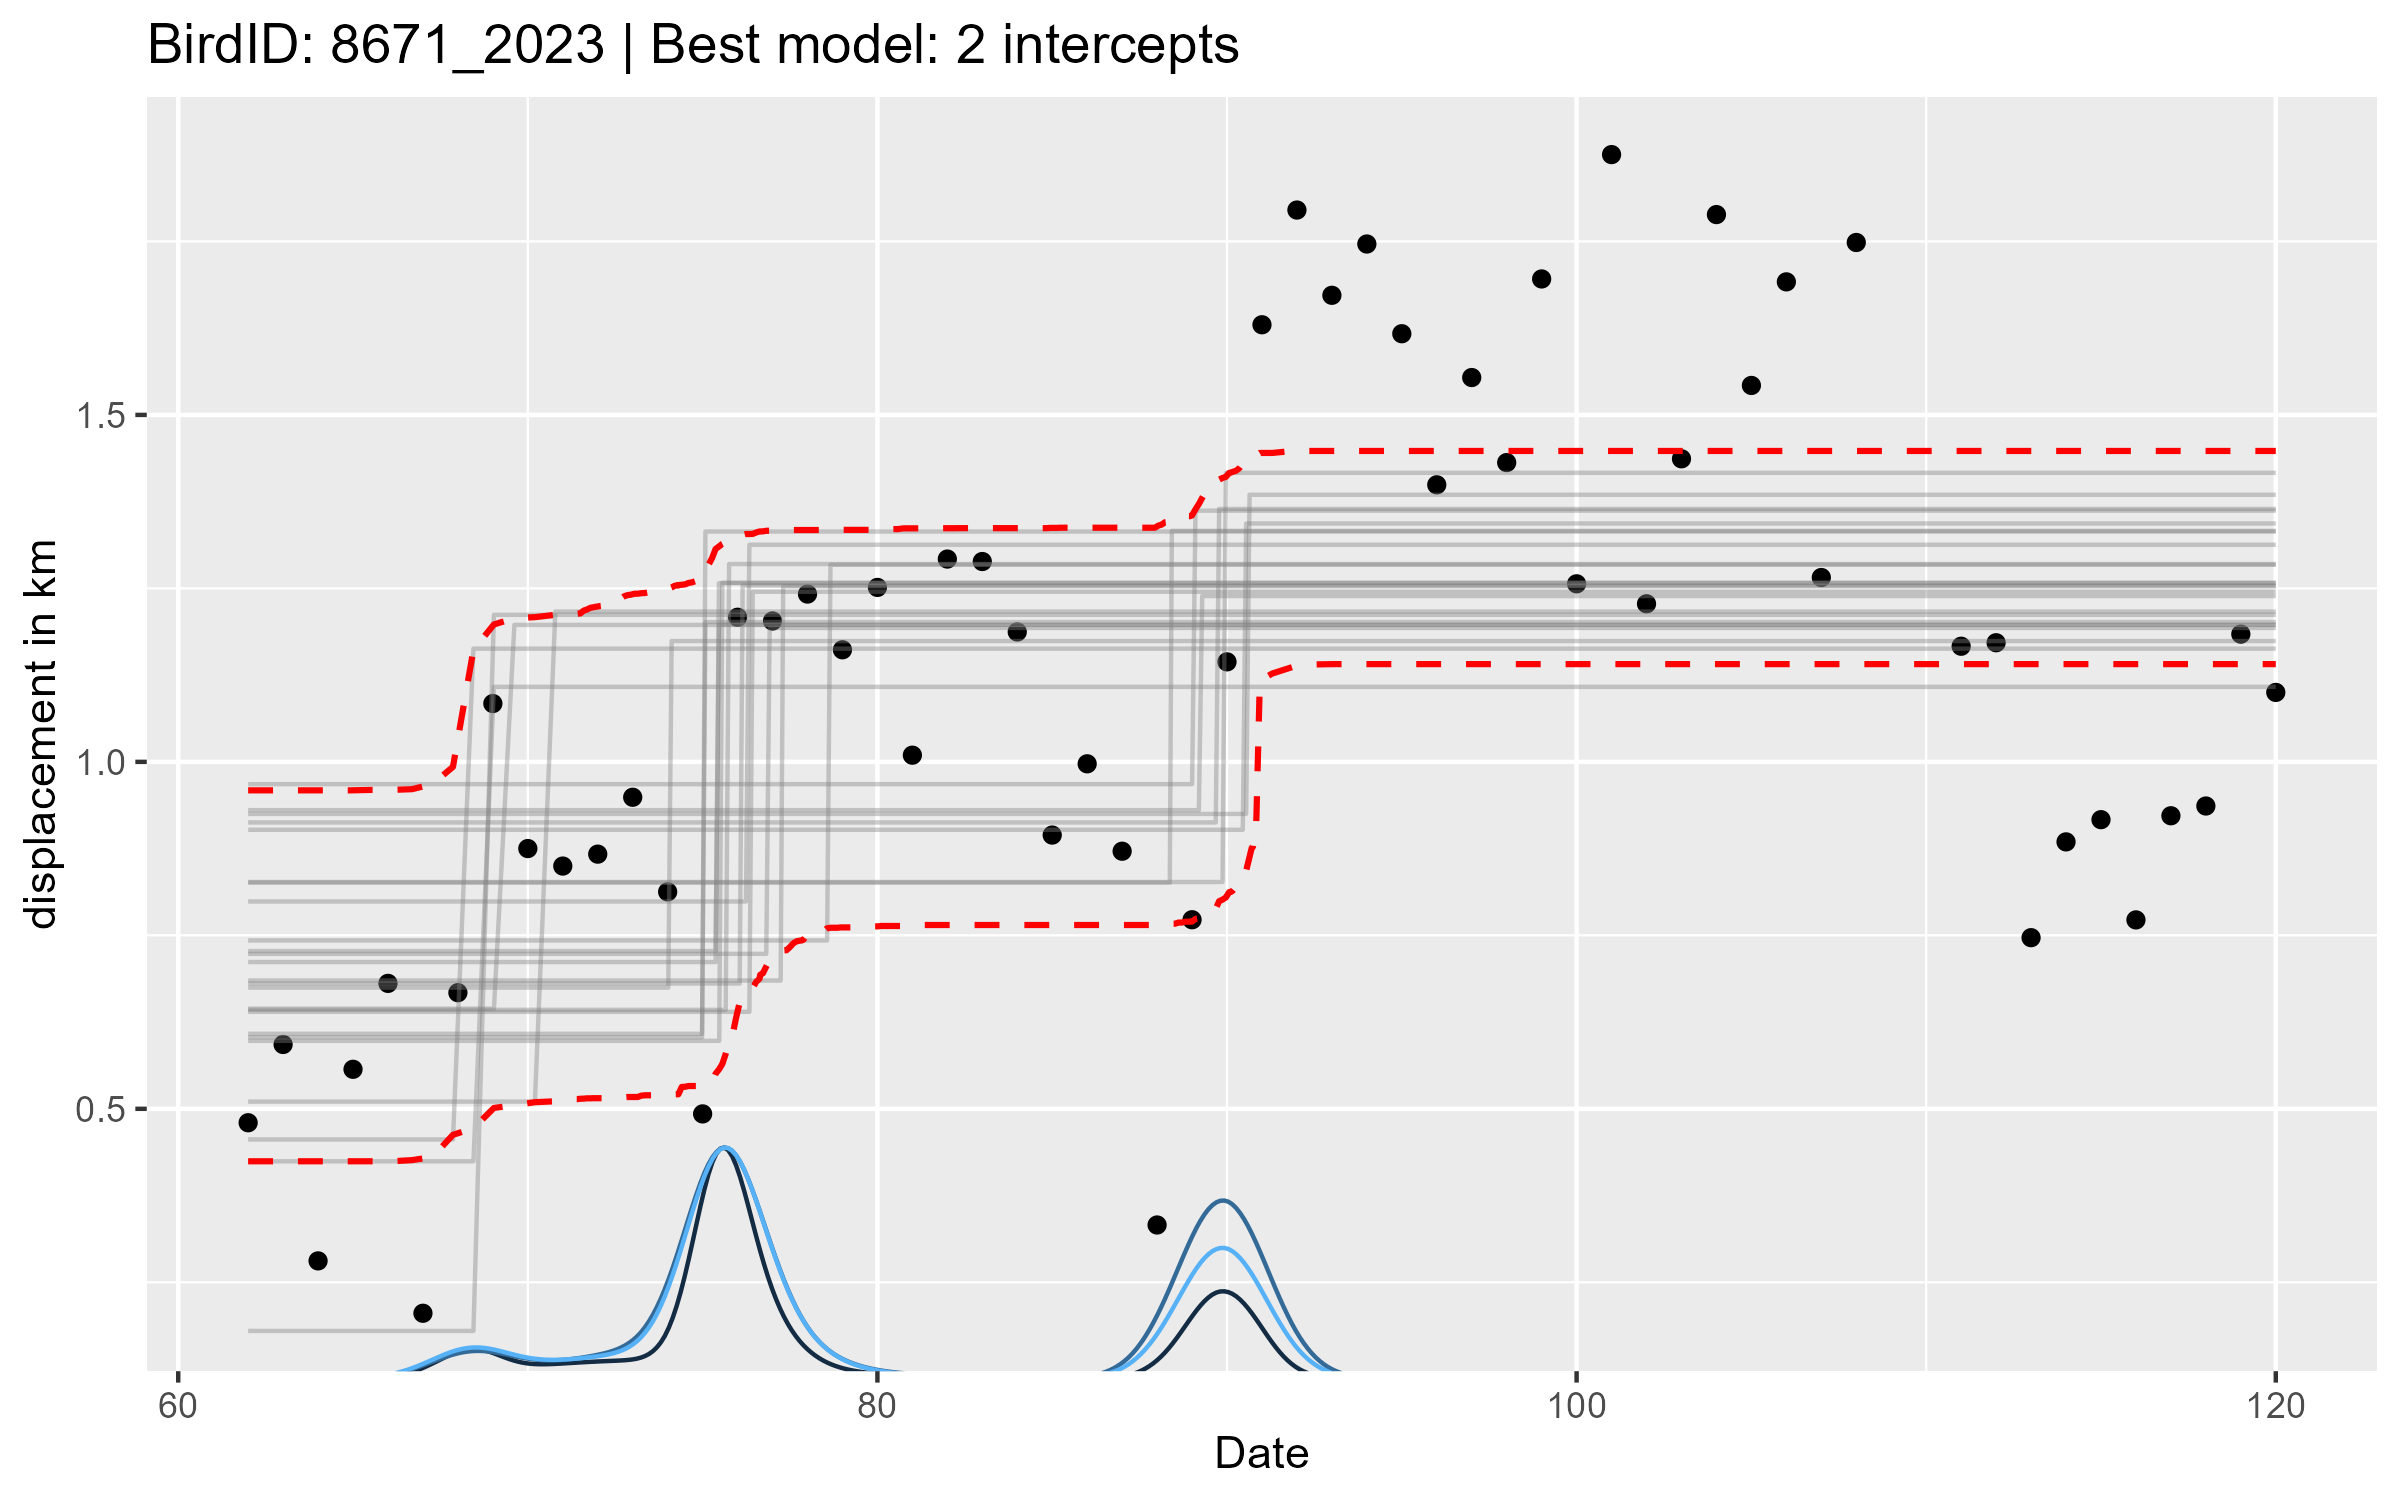 BirdID: 8671_2023 | Best model: 2 intercepts
displacement in km
1.5
1.0
0.5
60
80
100
120
Date